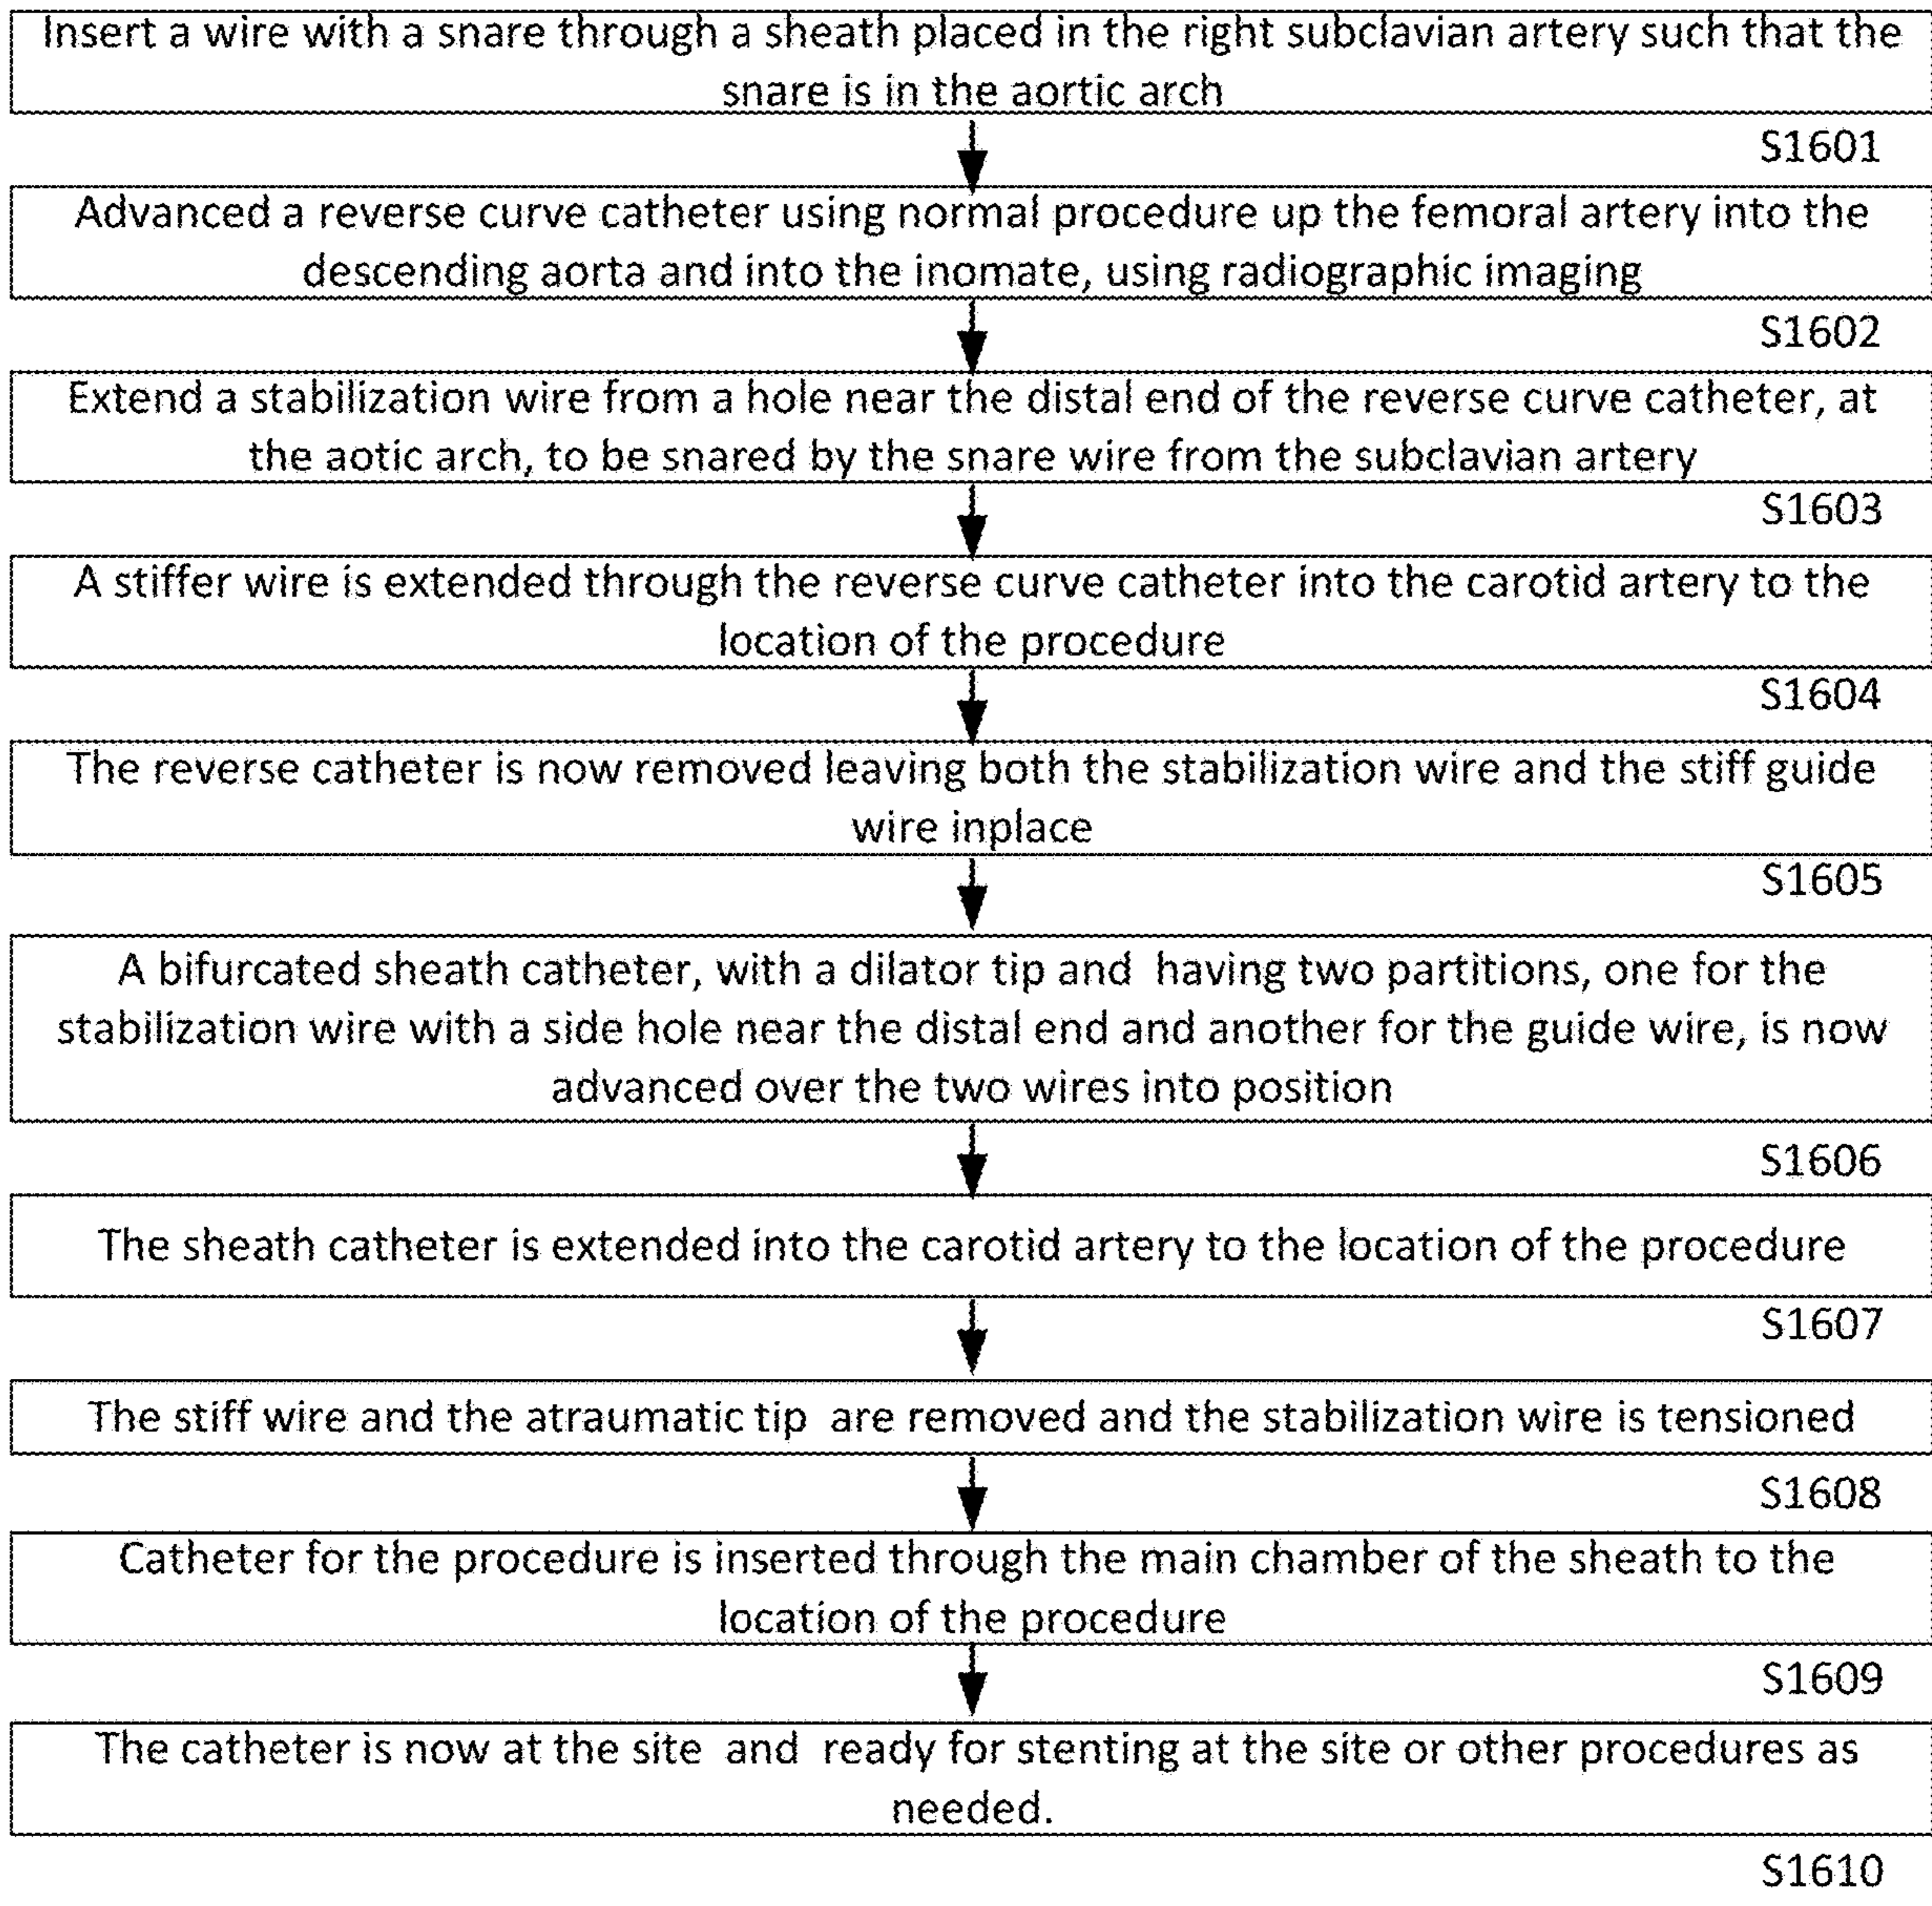 Insert a wire with a snare through a sheath placed in the right subclavian artery such that the
snare is in the aortic arch
S1601
Advanced a reverse curve catheter using normal procedure up the femoral artery into the
descending aorta and into the inomate, using radiographic imaging
S1602
Extend a stabilization wire from a hole near the distal end of the reverse curve catheter, at
the aotic arch, to be snared by the snare wire from the subclavian artery
S1603
A stiffer wire is extended through the reverse curve catheter into the carotid artery to the
location of the procedure
S1604
The reverse catheter is now removed leaving both the stabilization wire and the stiff guide
wire inplace
S1605
A bifurcated sheath catheter, with a dilator tip and having two partitions, one for the
stabilization wire with a side hole near the distal end and another for the guide wire, is now
advanced over the two wires into position
S1606
The sheath catheter is extended into the carotid artery to the location of the procedure
S1607
The stiff wire and the atraumatic tip are removed and the stabilization wire is tensioned
S1608
Catheter for the procedure is inserted through the main chamber of the sheath to the
location of the procedure
S1609
The catheter is now at the site and ready for stenting at the site or other procedures as
needed.
S1610